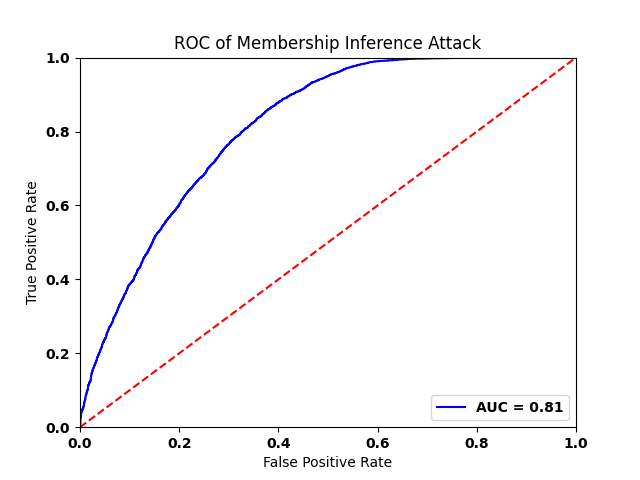 ROC of Membership Inference Attack
1.0
0.8
0.6
0.4
0.2
0.0
True Positive Rate
AUC = 0.81
0.0 0.2 0.4 0.6 0.8 1.0
False Positive Rate